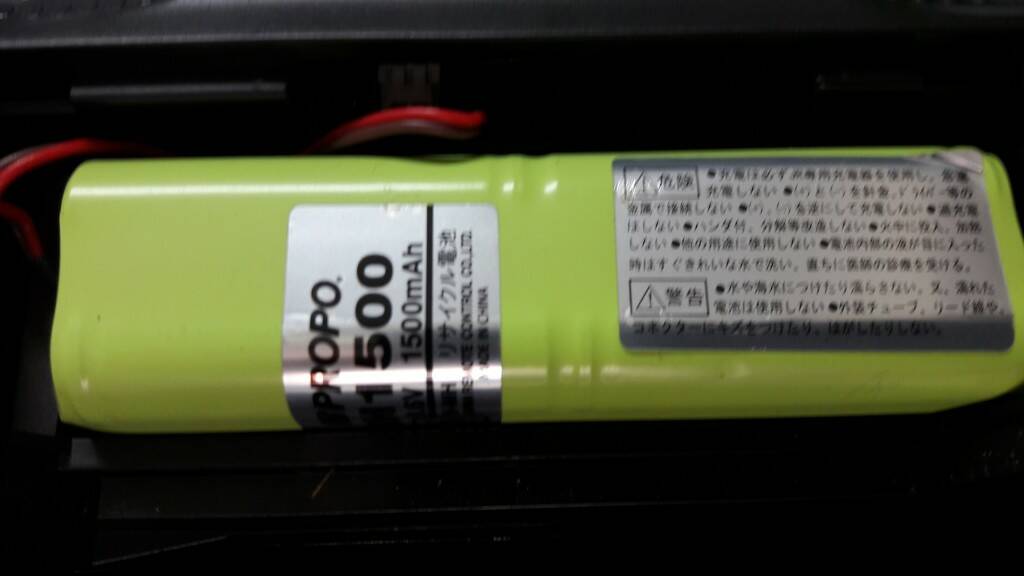 PROPO.
1500
1500mAh
リサイクル電池
REMOTE CONTROL CO.,LTD.
MADE IN CHINA
危険 ●充電は必ず専用充電器を使用し、
充電しない ●(+)と(-)を針金、ドライバー等の
金属で接続しない ●(+)、(-)を逆にして充電しない ●過充電
はしない ●ハンダ付、分解等改造しない ●火中に投入、加熱
しない ●他の用途に使用しない ●電池内部の液が目に入った
時はすぐきれいな水で洗い、直ちに医師の診療を受ける。
警告 ●水や海水につけたり濡らさない。又、濡れた
電池は使用しない ●外装チューブ、リード線や、
コネクターにキズをつけたり、はがしたりしない。